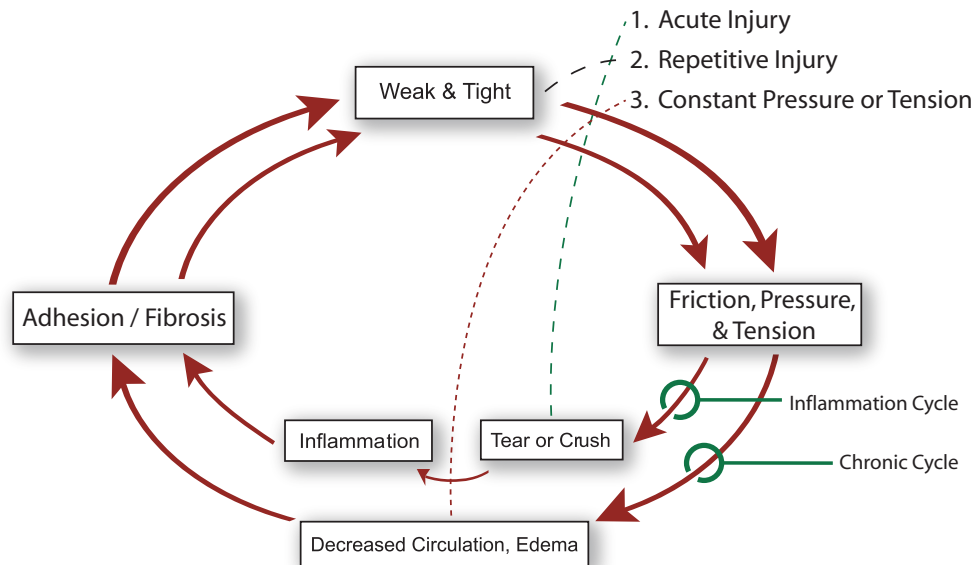 1. Acute Injury
2. Repetitive Injury
3. Constant Pressure or Tension
Weak & Tight
Adhesion / Fibrosis
Friction, Pressure,
& Tension
Inflammation Cycle
Inflammation
Tear or Crush
Chronic Cycle
Decreased Circulation, Edema